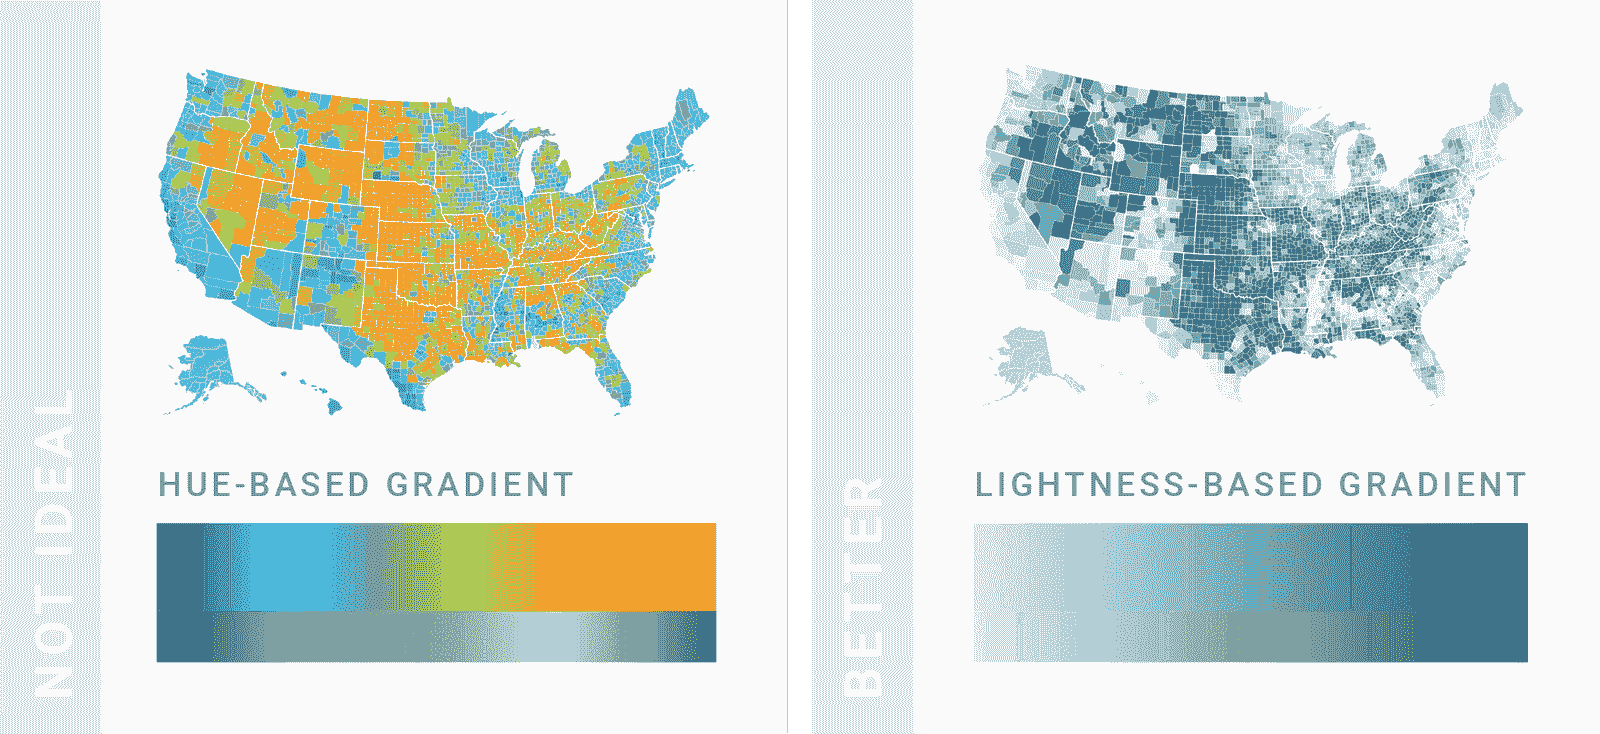 NOT IDEAL
HUE-BASED GRADIENT
BETTER
LIGHTNESS-BASED GRADIENT